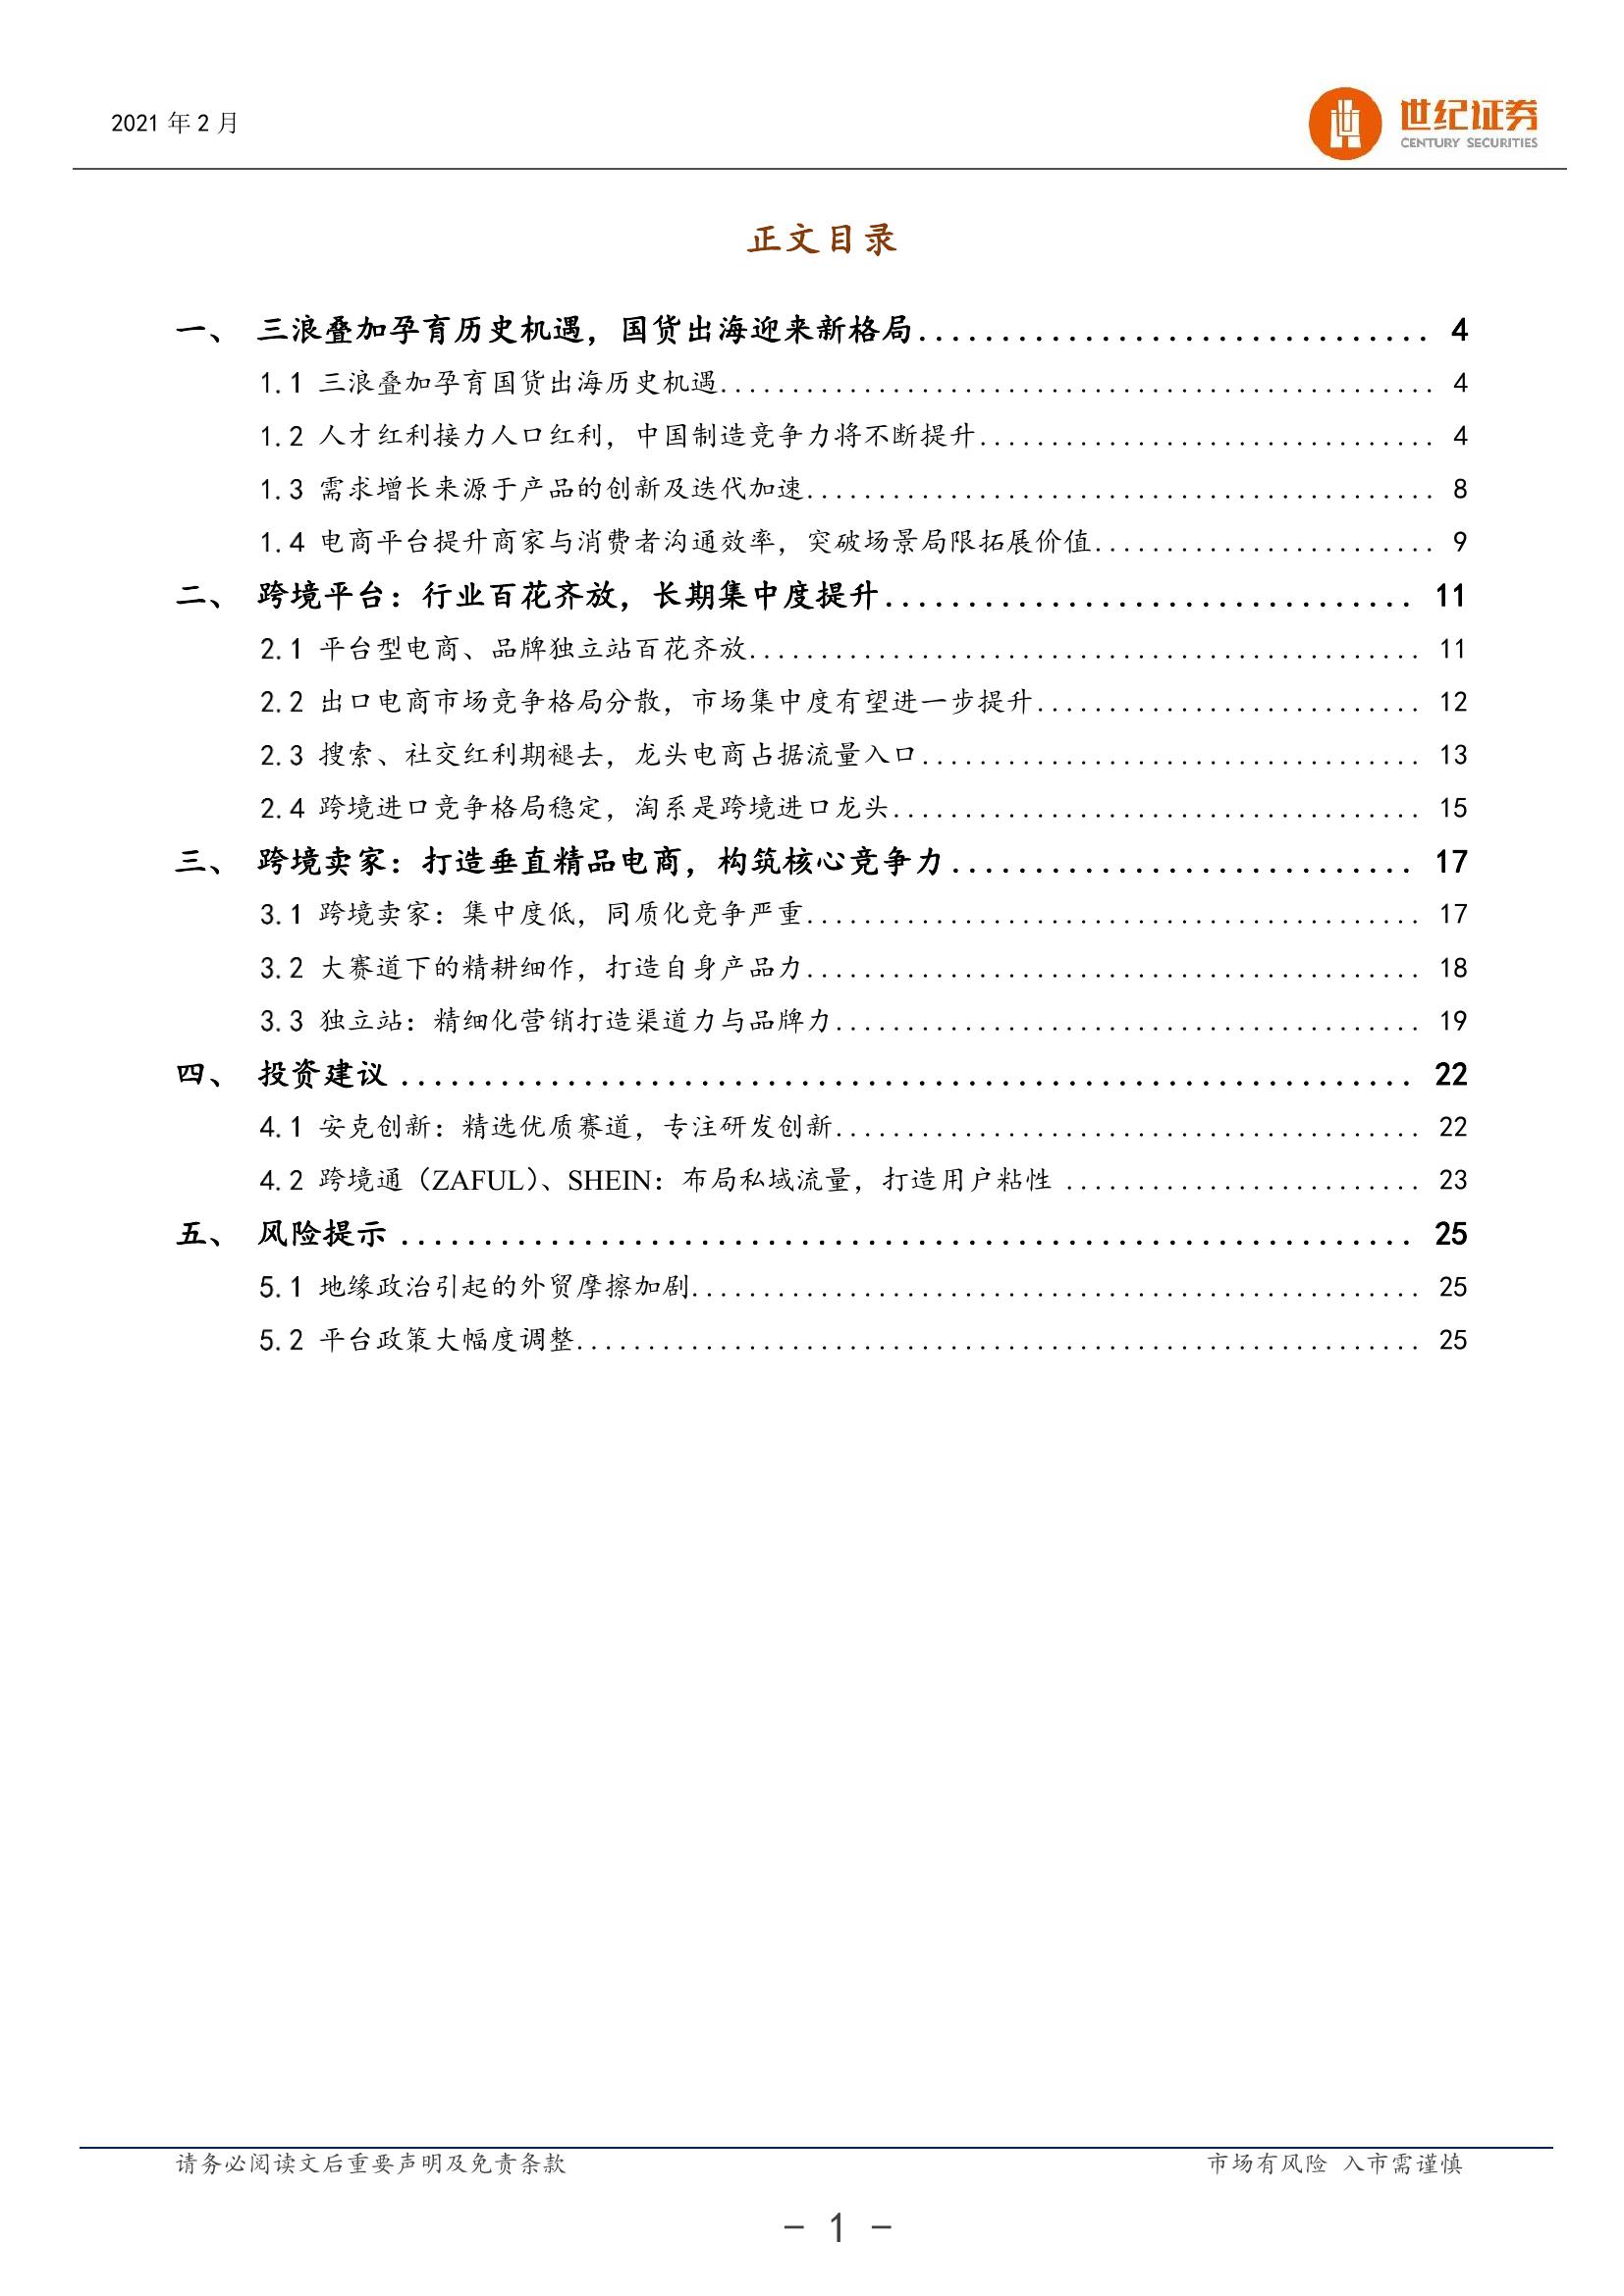 2021 年 2 月
世纪证券
CENTURY SECURITIES
正文目录
一、 三浪叠加孕育历史机遇，国货出海迎来新格局............................... 4
1.1 三浪叠加孕育国货出海历史机遇.................................................. 4
1.2 人才红利接力人口红利，中国制造竞争力将不断提升................................ 4
1.3 需求增长来源于产品的创新及迭代加速............................................ 8
1.4 电商平台提升商家与消费者沟通效率，突破场景局限拓展价值........................ 9
二、 跨境平台：行业百花齐放，长期集中度提升................................ 11
2.1 平台型电商、品牌独立站百花齐放............................................... 11
2.2 出口电商市场竞争格局分散，市场集中度有望进一步提升........................... 12
2.3 搜索、社交红利期褪去，龙头电商占据流量入口................................... 13
2.4 跨境进口竞争格局稳定，淘系是跨境进口龙头..................................... 15
三、 跨境卖家：打造垂直精品电商，构筑核心竞争力............................ 17
3.1 跨境卖家：集中度低，同质化竞争严重........................................... 17
3.2 大赛道下的精耕细作，打造自身产品力........................................... 18
3.3 独立站：精细化营销打造渠道力与品牌力......................................... 19
四、 投资建议 .............................................................. 22
4.1 安克创新：精选优质赛道，专注研发创新......................................... 22
4.2 跨境通（ZAFUL）、SHEIN：布局私域流量，打造用户粘性 ......................... 23
五、 风险提示 .............................................................. 25
5.1 地缘政治引起的外贸摩擦加剧................................................... 25
5.2 平台政策大幅度调整........................................................... 25
请务必阅读文后重要声明及免责条款
市场有风险 入市需谨慎
- 1 -